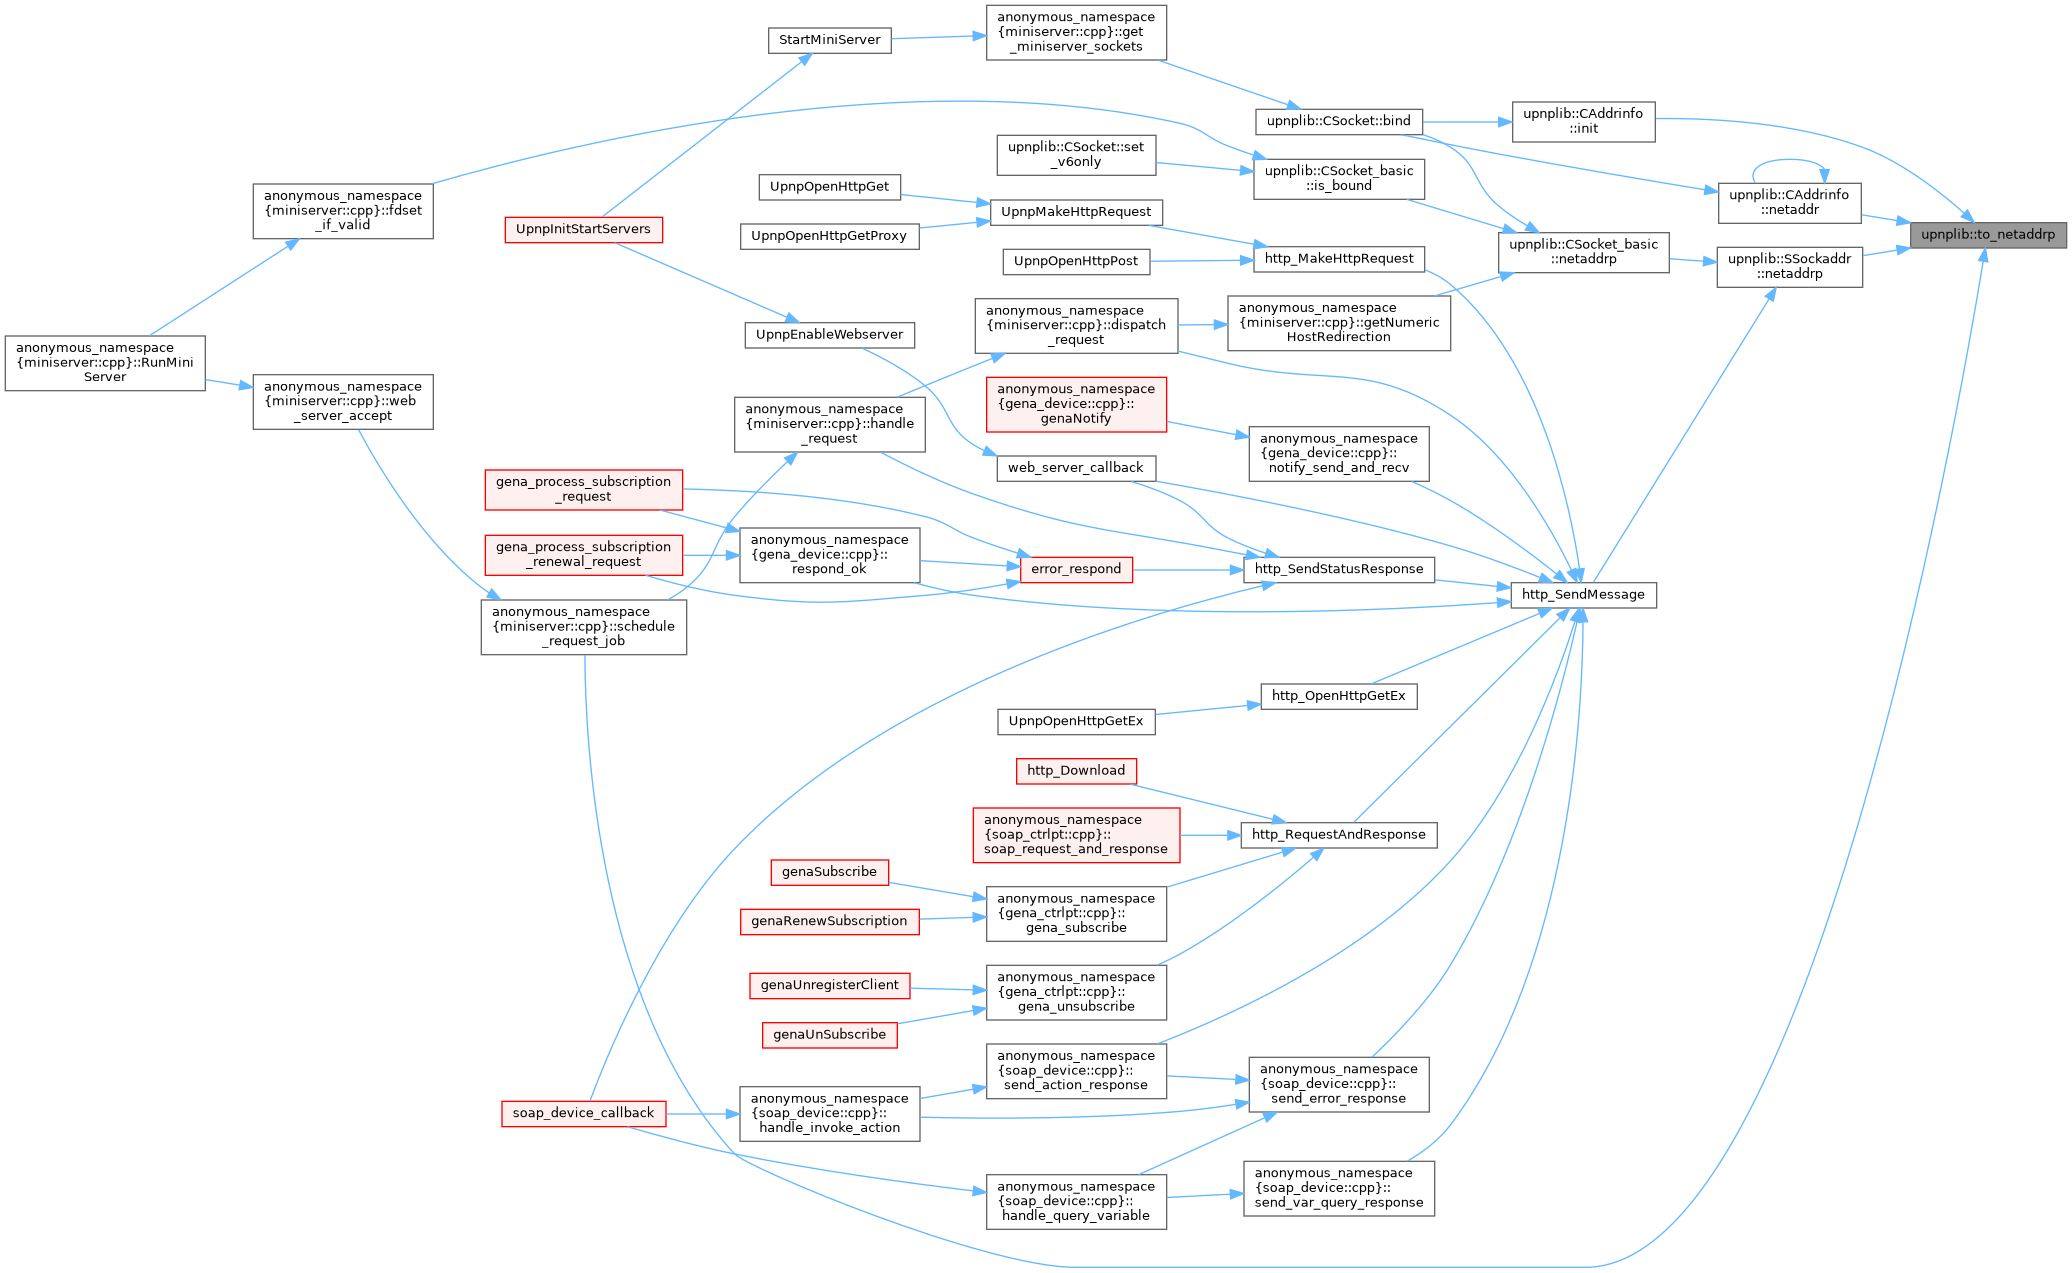 anonymous_namespace
{miniserver::cpp}::get
_miniserver_sockets
StartMiniServer
upnplib::CAddrinfo
::init
upnplib::CSocket::bind
upnplib::CSocket::set
_v6only
upnplib::CSocket_basic
::is_bound
UpnpOpenHttpGet
anonymous_namespace
{miniserver::cpp}::fdset
_if_valid
upnplib::CAddrinfo
::netaddr
UpnpMakeHttpRequest
UpnpInitStartServers
UpnpOpenHttpGetProxy
upnplib::to_netaddrp
upnplib::CSocket_basic
::netaddrp
UpnpOpenHttpPost
http_MakeHttpRequest
upnplib::SSockaddr
::netaddrp
anonymous_namespace
{miniserver::cpp}::dispatch
_request
anonymous_namespace
{miniserver::cpp}::getNumeric
HostRedirection
UpnpEnableWebserver
anonymous_namespace
{miniserver::cpp}::RunMini
Server
anonymous_namespace
{miniserver::cpp}::web
_server_accept
anonymous_namespace
{gena_device::cpp}::
genaNotify
anonymous_namespace
{miniserver::cpp}::handle
_request
anonymous_namespace
{gena_device::cpp}::
notify_send_and_recv
web_server_callback
gena_process_subscription
_request
anonymous_namespace
{gena_device::cpp}::
respond_ok
gena_process_subscription
_renewal_request
error_respond
http_SendStatusResponse
http_SendMessage
anonymous_namespace
{miniserver::cpp}::schedule
_request_job
http_OpenHttpGetEx
UpnpOpenHttpGetEx
http_Download
anonymous_namespace
{soap_ctrlpt::cpp}::
soap_request_and_response
http_RequestAndResponse
genaSubscribe
anonymous_namespace
{gena_ctrlpt::cpp}::
gena_subscribe
genaRenewSubscription
genaUnregisterClient
anonymous_namespace
{gena_ctrlpt::cpp}::
gena_unsubscribe
genaUnSubscribe
anonymous_namespace
{soap_device::cpp}::
send_action_response
anonymous_namespace
{soap_device::cpp}::
send_error_response
soap_device_callback
anonymous_namespace
{soap_device::cpp}::
handle_invoke_action
anonymous_namespace
{soap_device::cpp}::
handle_query_variable
anonymous_namespace
{soap_device::cpp}::
send_var_query_response